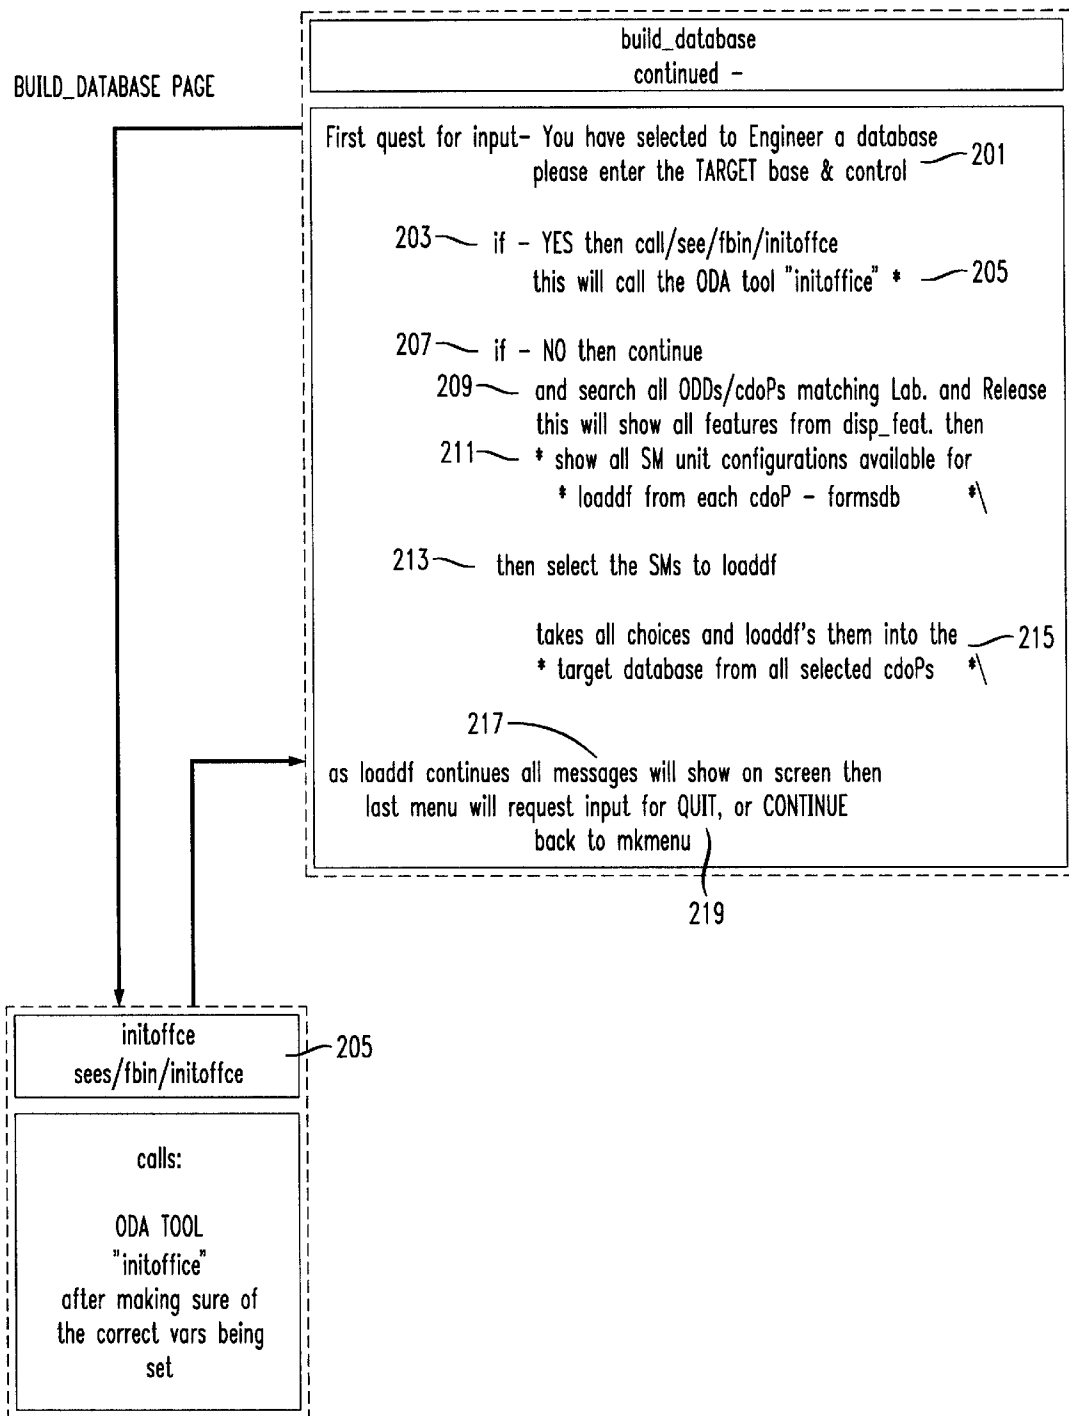 build_database
continued -
BUILD_DATABASE PAGE
First quest for input- You have selected to Engineer a database
please enter the TARGET base & control 201
203 if - YES then call/see/fbin/initoffce
this will call the ODA tool "initoffice" * 205
207 if - NO then continue
209 and search all ODDs/cdoPs matching Lab. and Release
this will show all features from disp_feat. then
211 * show all SM unit configurations available for
* loaddf from each cdoP - formsdb *\
213 then select the SMs to loaddf
takes all choices and loaddf's them into the 215
* target database from all selected cdoPs *\
217
as loaddf continues all messages will show on screen then
last menu will request input for QUIT, or CONTINUE
back to mkmenu
219
initoffce
sees/fbin/initoffce 205
calls:
ODA TOOL
"initoffice"
after making sure of
the correct vars being
set